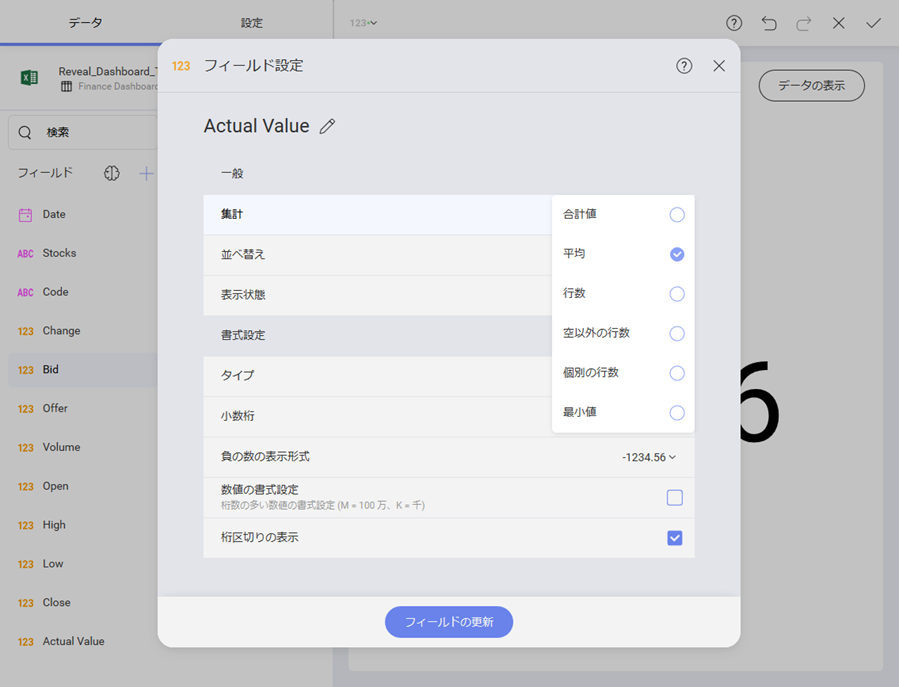 データ
設定
123
Reveal_Dashboard_
Finance Dashboard
データの表示
検索
フィールド
Date
ABC Stocks
ABC Code
123 Change
123 Bid
123 Offer
123 Volume
123 Open
123 High
123 Low
123 Close
123 Actual Value
123 フィールド設定
Actual Value
一般
集計
並べ替え
表示状態
書式設定
タイプ
小数桁
負の数の表示形式
-1234.56
数値の書式設定
桁数の多い数値の書式設定 (M = 100 万、K = 千)
桁区切りの表示
合計値
平均
行数
空以外の行数
個別の行数
最小値
フィールドの更新
6